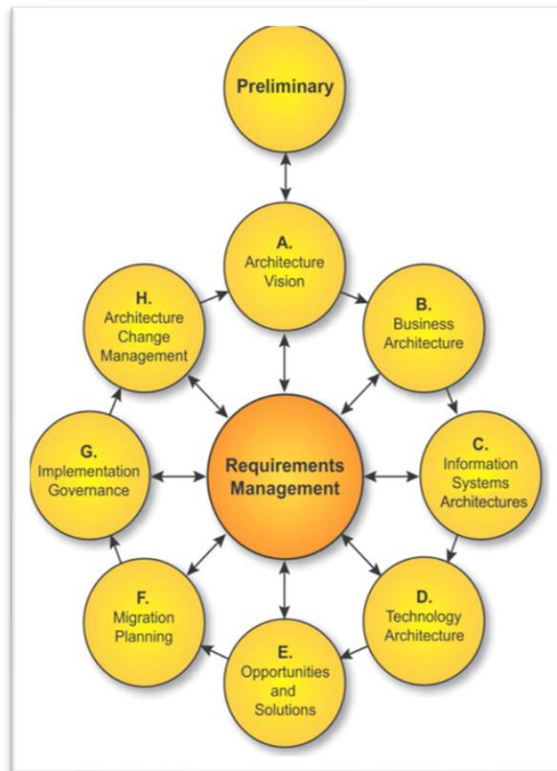 Preliminary
A.
Architecture
Vision
B.
Business
Architecture
C.
Information
Systems
Architectures
D.
Technology
Architecture
E.
Opportunities
and
Solutions
F.
Migration
Planning
G.
Implementation
Governance
H.
Architecture
Change
Management
Requirements
Management